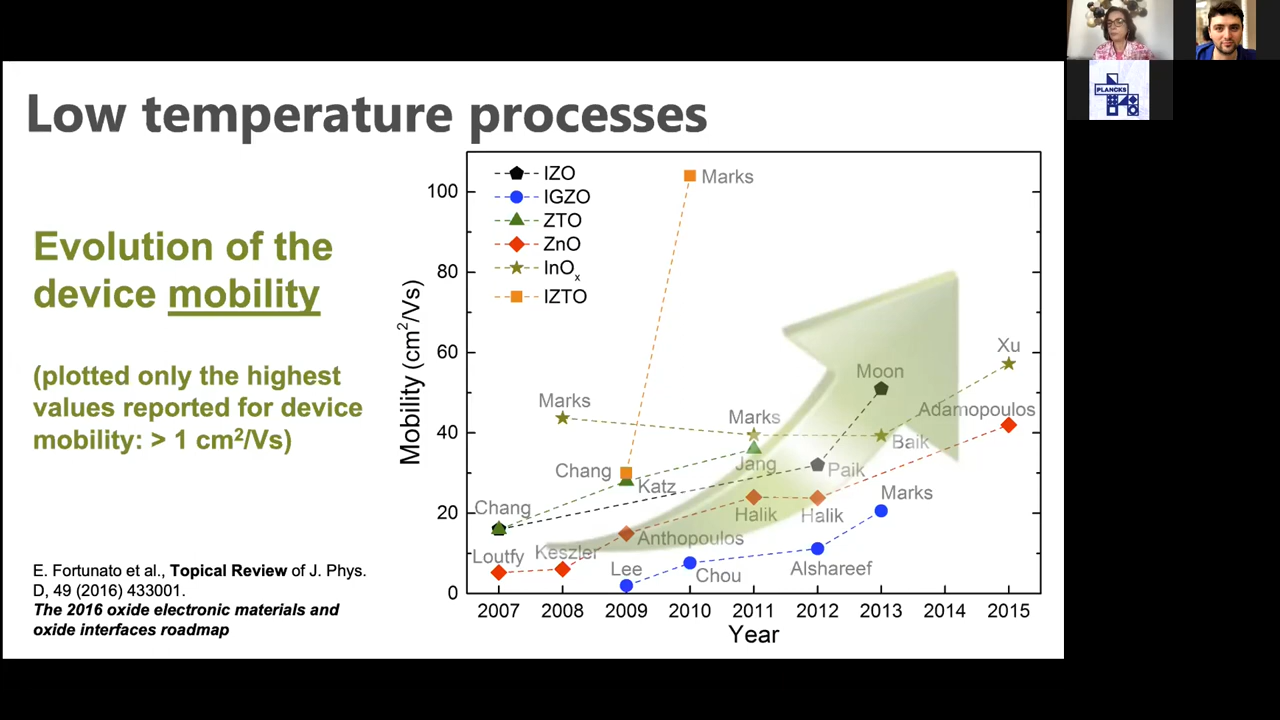 PLANCKS
Low temperature processes
Evolution of the
device mobility
(plotted only the highest
values reported for device
mobility: > 1 cm²/Vs)
E. Fortunato et al., Topical Review of J. Phys.
D, 49 (2016) 433001.
The 2016 oxide electronic materials and
oxide interfaces roadmap
IZO
IGZO
ZTO
ZnO
InOₓ
IZTO
Mobility (cm²/Vs)
100
80
60
40
20
0
Marks
Xu
Moon
Marks
Marks
Adamopoulos
Baik
Chang
Jang
Paik
Katz
Marks
Chang
Halik
Halik
Anthopoulos
Loutfy
Keszler
Lee
Chou
Alshareef
2007 2008 2009 2010 2011 2012 2013 2014 2015
Year